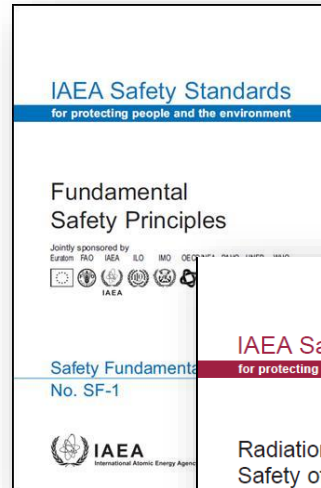 IAEA Safety Standards
for protecting people and the environment
Fundamental
Safety Principles
Jointly sponsored by
Euratom FAO IAEA ILO IMO
IAEA
Safety Fundamenta
No. SF-1
IAEA
International Atomic Energy Agenc
IAEA Sa
for protecting
Radiation
Safety of